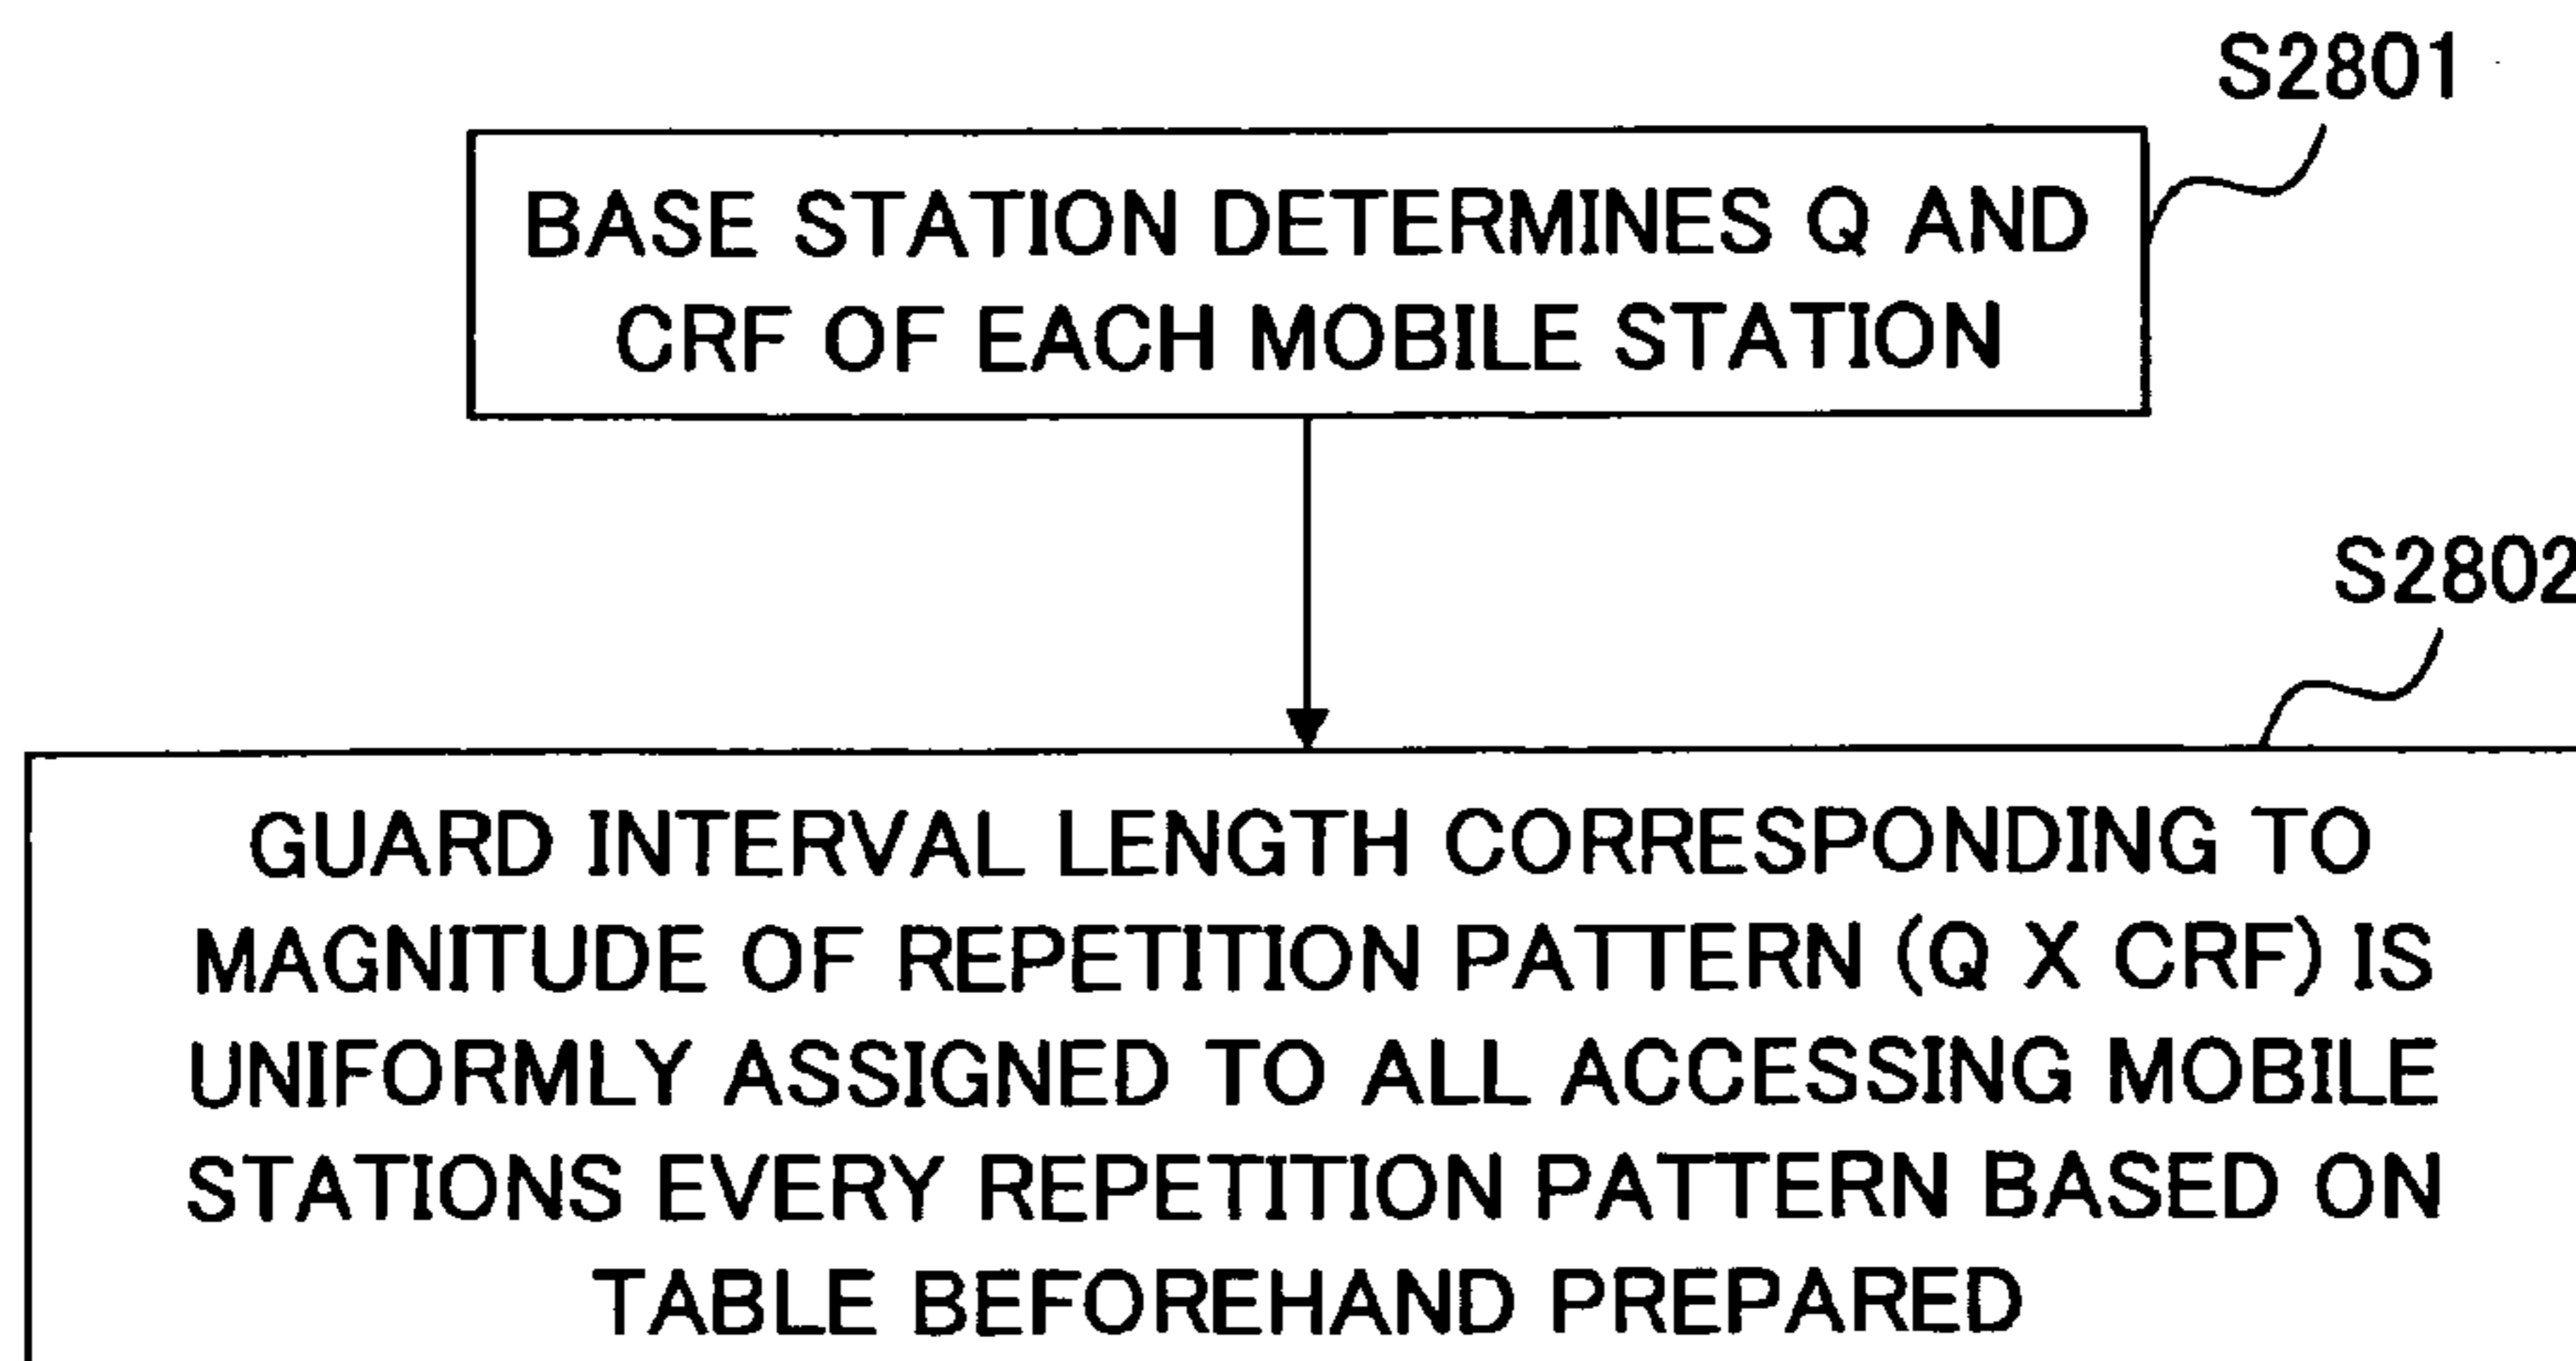 S2801
BASE STATION DETERMINES Q AND
CRF OF EACH MOBILE STATION
S2802
GUARD INTERVAL LENGTH CORRESPONDING TO
MAGNITUDE OF REPETITION PATTERN (Q X CRF) IS
UNIFORMLY ASSIGNED TO ALL ACCESSING MOBILE
STATIONS EVERY REPETITION PATTERN BASED ON
TABLE BEFOREHAND PREPARED